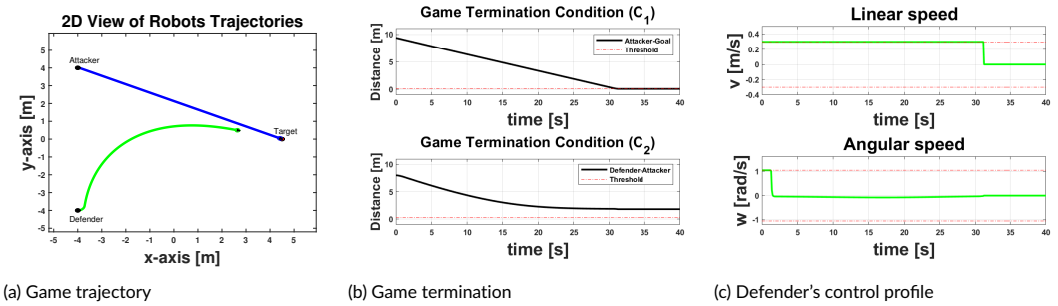 2D View of Robots Trajectories
y-axis [m]
5
4
3
2
1
0
-1
-2
-3
-4
-5
Attacker
Target
Defender
-5 -4 -3 -2 -1 0 1 2 3 4 5
x-axis [m]
(a) Game trajectory
Game Termination Condition (C1)
Distance [m]
10
5
0
Attacker-Goal
Threshold
0 5 10 15 20 25 30 35 40
time [s]
Game Termination Condition (C2)
Distance [m]
10
5
0
Defender-Attacker
Threshold
0 5 10 15 20 25 30 35 40
time [s]
(b) Game termination
Linear speed
v [m/s]
0.4
0.2
0
-0.2
-0.4
0 5 10 15 20 25 30 35 40
time [s]
Angular speed
w [rad/s]
1
0
-1
0 5 10 15 20 25 30 35 40
time [s]
(c) Defender's control profile